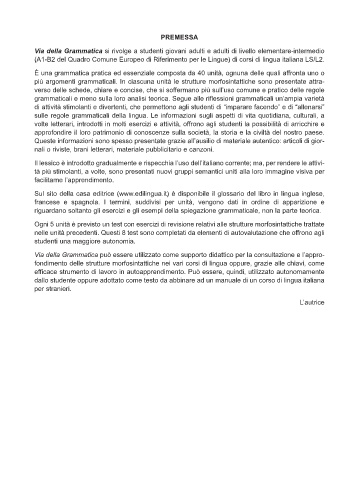 PREMESSA
Via della Grammatica si rivolge a studenti giovani adulti e adulti di livello elementare-intermedio
(A1-B2 del Quadro Comune Europeo di Riferimento per le Lingue) di corsi di lingua italiana LS/L2.
È una grammatica pratica ed essenziale composta da 40 unità, ognuna delle quali affronta uno o
più argomenti grammaticali. In ciascuna unità le strutture morfosintattiche sono presentate attra-
verso delle schede, chiare e concise, che si soffermano più sull'uso comune e pratico delle regole
grammaticali e meno sulla loro analisi teorica. Segue alle riflessioni grammaticali un'ampia varietà
di attività stimolanti e divertenti, che permettono agli studenti di “imparare facendo” e di “allenarsi”
sulle regole grammaticali della lingua. Le informazioni sugli aspetti di vita quotidiana, culturali, a
volte letterari, introdotti in molti esercizi e attività, offrono agli studenti la possibilità di arricchire e
approfondire il loro patrimonio di conoscenze sulla società, la storia e la civiltà del nostro paese.
Queste informazioni sono spesso presentate grazie all'ausilio di materiale autentico: articoli di gior-
nali o riviste, brani letterari, materiale pubblicitario e canzoni.
Il lessico è introdotto gradualmente e rispecchia l'uso dell'italiano corrente; ma, per rendere le attivi-
tà più stimolanti, a volte, sono presentati nuovi gruppi semantici uniti alla loro immagine visiva per
facilitarne l'apprendimento.
Sul sito della casa editrice (www.edilingua.it) è disponibile il glossario del libro in lingua inglese,
francese e spagnola. I termini, suddivisi per unità, vengono dati in ordine di apparizione e
riguardano soltanto gli esercizi e gli esempi della spiegazione grammaticale, non la parte teorica.
Ogni 5 unità è previsto un test con esercizi di revisione relativi alle strutture morfosintattiche trattate
nelle unità precedenti. Questi 8 test sono completati da elementi di autovalutazione che offrono agli
studenti una maggiore autonomia.
Via della Grammatica può essere utilizzato come supporto didattico per la consultazione e l'appro-
fondimento delle strutture morfosintattiche nei vari corsi di lingua oppure, grazie alle chiavi, come
efficace strumento di lavoro in autoapprendimento. Può essere, quindi, utilizzato autonomamente
dallo studente oppure adottato come testo da abbinare ad un manuale di un corso di lingua italiana
per stranieri.
L'autrice